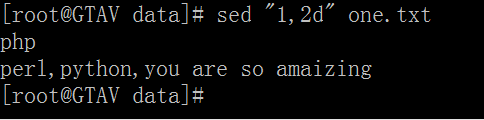 [root@GTAV data]# sed "1,2d" one.txt
php
perl,python,you are so amaizing
[root@GTAV data]#